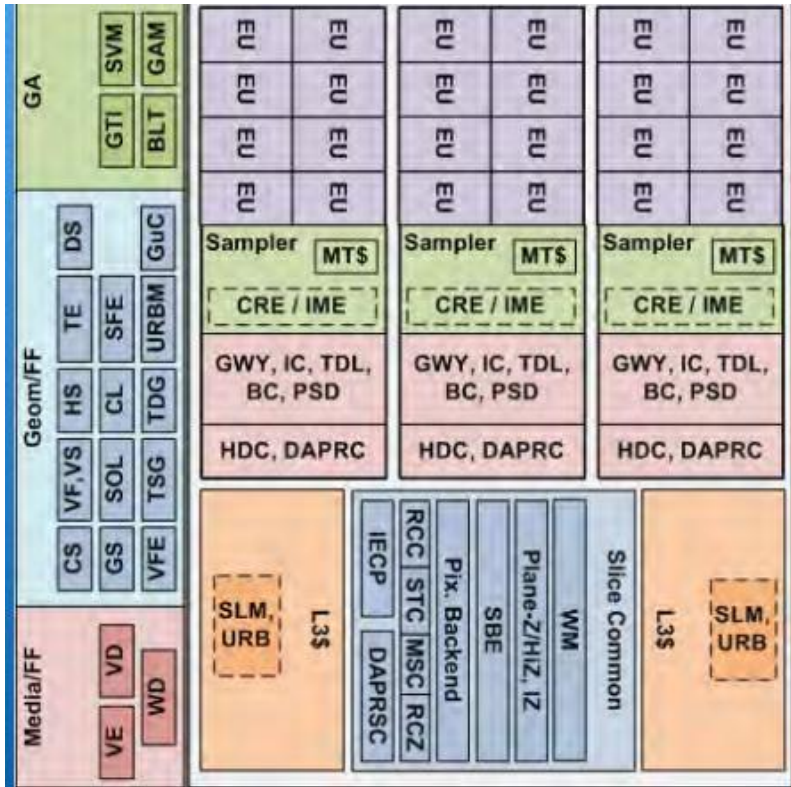 GA
SVM
GAM
GTI
BLT
Geom/FF
DS
GuC
TE
SFE
URBM
HS
CL
TDG
VF,VS
SOL
TSG
CS
GS
VFE
Media/FF
VD
WD
VE
EU EU
EU EU
EU EU
EU EU
Sampler
MT$
CRE / IME
GWY, IC, TDL,
BC, PSD
HDC, DAPRC
EU EU
EU EU
EU EU
EU EU
Sampler
MT$
CRE / IME
GWY, IC, TDL,
BC, PSD
HDC, DAPRC
EU EU
EU EU
EU EU
EU EU
Sampler
MT$
CRE / IME
GWY, IC, TDL,
BC, PSD
HDC, DAPRC
SLM,
URB
L3$
Slice Common
WM
Plane-Z/HiZ, IZ
SBE
Pix. Backend
RCC STC MSC RCZ
IECP
DAPRSC
L3$
SLM,
URB